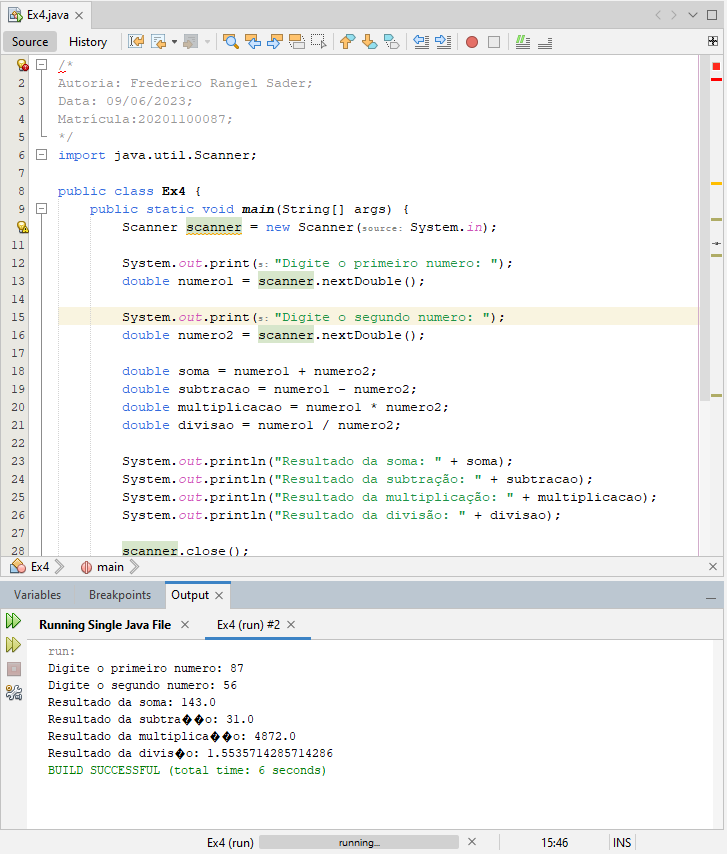 Ex4.java
Source History
/*
2 Autoria: Frederico Rangel Sader;
3 Data: 09/06/2023;
4 Matrícula:20201100087;
5 */
6 import java.util.Scanner;
7
8 public class Ex4 {
9 public static void main(String[] args) {
Scanner scanner = new Scanner(source: System.in);
11
12 System.out.print(s: "Digite o primeiro numero: ");
13 double numero1 = scanner.nextDouble();
14
15 System.out.print(s: "Digite o segundo numero: ");
16 double numero2 = scanner.nextDouble();
17
18 double soma = numero1 + numero2;
19 double subtracao = numero1 - numero2;
20 double multiplicacao = numero1 * numero2;
21 double divisao = numero1 / numero2;
22
23 System.out.println("Resultado da soma: " + soma);
24 System.out.println("Resultado da subtração: " + subtracao);
25 System.out.println("Resultado da multiplicação: " + multiplicacao);
26 System.out.println("Resultado da divisão: " + divisao);
27
28 scanner.close();
Ex4 main
Variables Breakpoints Output
Running Single Java File Ex4 (run) #2
run:
Digite o primeiro numero: 87
Digite o segundo numero: 56
Resultado da soma: 143.0
Resultado da subtra��o: 31.0
Resultado da multiplica��o: 4872.0
Resultado da divis�o: 1.5535714285714286
BUILD SUCCESSFUL (total time: 6 seconds)
Ex4 (run) running... 15:46 INS